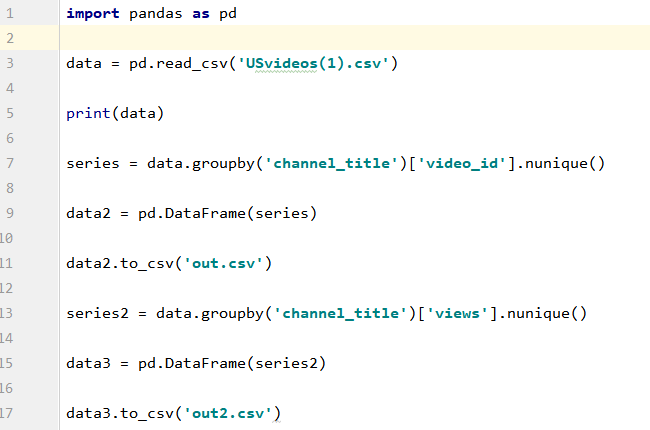 1 import pandas as pd
2
3 data = pd.read_csv('USvideos(1).csv')
4
5 print(data)
6
7 series = data.groupby('channel_title')['video_id'].nunique()
8
9 data2 = pd.DataFrame(series)
10
11 data2.to_csv('out.csv')
12
13 series2 = data.groupby('channel_title')['views'].nunique()
14
15 data3 = pd.DataFrame(series2)
16
17 data3.to_csv('out2.csv')